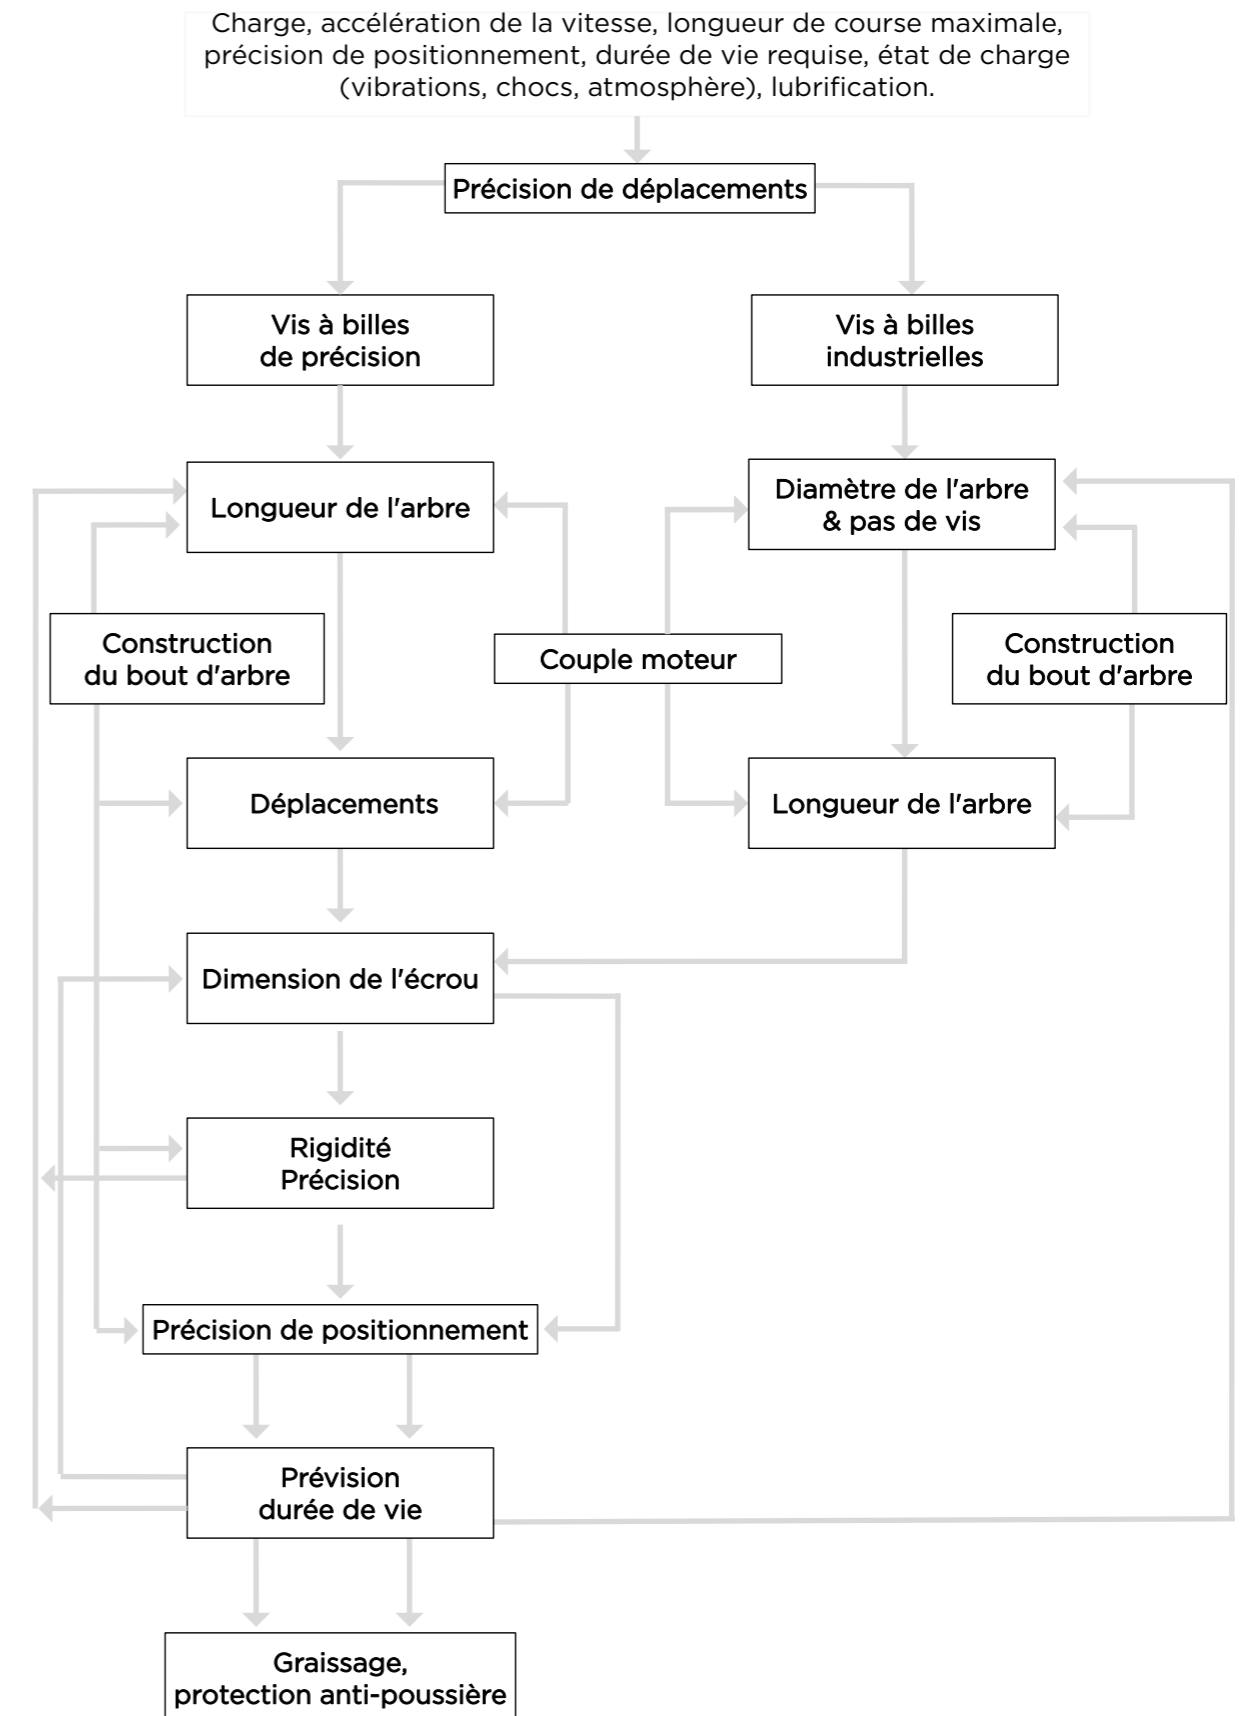 Charge, accélération de la vitesse, longueur de course maximale,
précision de positionnement, durée de vie requise, état de charge
(vibrations, chocs, atmosphère), lubrification.
Précision de déplacements
Vis à billes
de précision
Vis à billes
industrielles
Longueur de l'arbre
Diamètre de l'arbre
& pas de vis
Construction
du bout d'arbre
Couple moteur
Construction
du bout d'arbre
Déplacements
Longueur de l'arbre
Dimension de l'écrou
Rigidité
Précision
Précision de positionnement
Prévision
durée de vie
Graissage,
protection anti-poussière